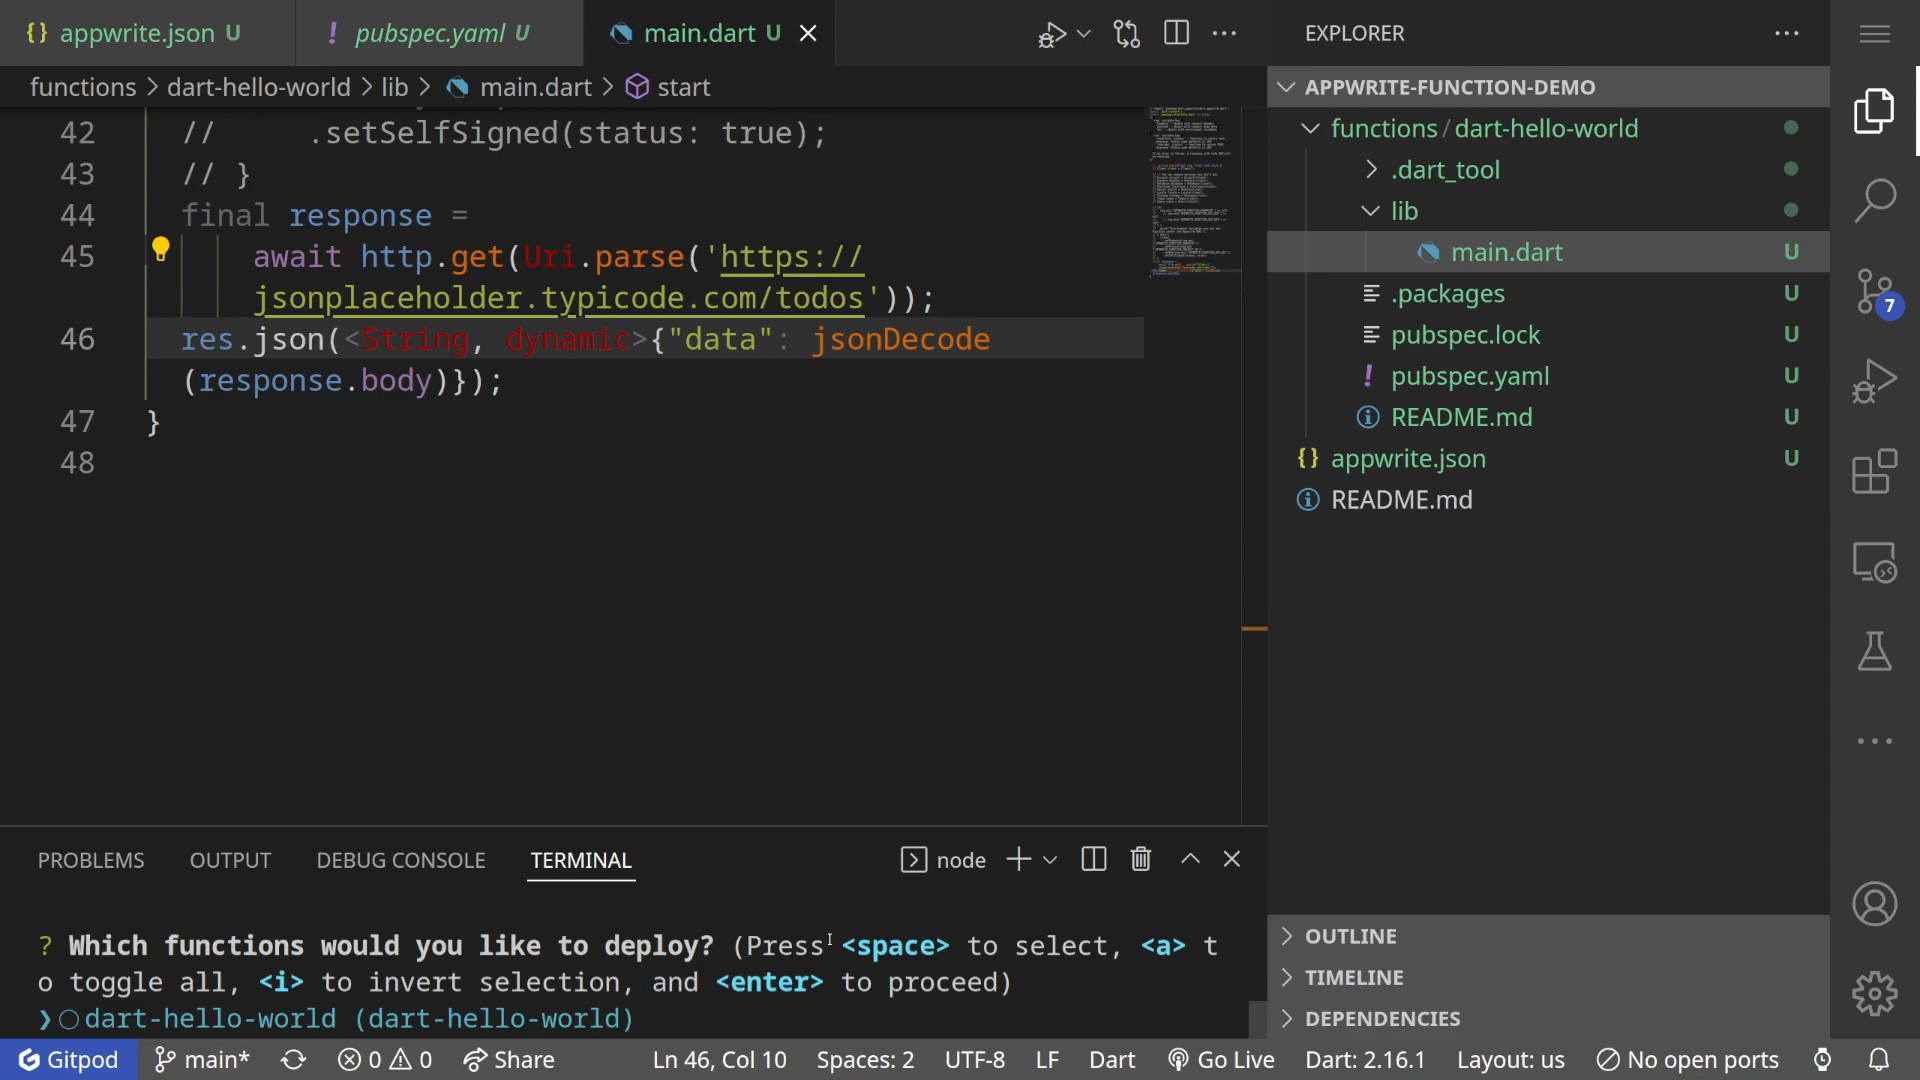 {} appwrite.json U
! pubspec.yaml U
main.dart U
EXPLORER
functions > dart-hello-world > lib > main.dart > start
APPWRITE-FUNCTION-DEMO
42 // .setSelfSigned(status: true);
43 // }
44 final response =
45 await http.get(Uri.parse('https://
jsonplaceholder.typicode.com/todos'));
46 res.json(<String, dynamic>{"data": jsonDecode
(response.body)});
47 }
48
functions / dart-hello-world
.dart_tool
lib
main.dart U
.packages U
pubspec.lock U
! pubspec.yaml U
README.md U
{} appwrite.json U
README.md
7
PROBLEMS OUTPUT DEBUG CONSOLE TERMINAL
node
? Which functions would you like to deploy? (Press <space> to select, <a> t
o toggle all, <i> to invert selection, and <enter> to proceed)
❯◯dart-hello-world (dart-hello-world)
OUTLINE
TIMELINE
DEPENDENCIES
Gitpod main* 0 0 Share Ln 46, Col 10 Spaces: 2 UTF-8 LF Dart Go Live Dart: 2.16.1 Layout: us No open ports